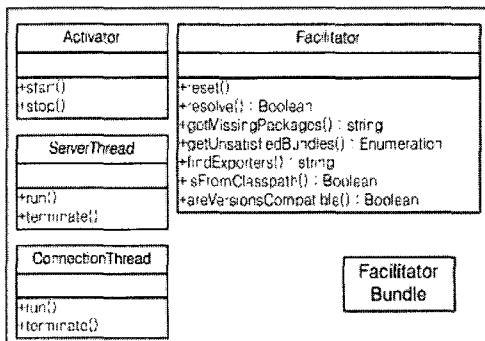 Activator
+start()
+stop()
ServerThread
+run()
+terminate()
ConnectionThread
+run()
+terminate()
Facilitator
+reset()
+resolve() : Boolean
+getMissingPackages() : string
+getUnsatisfiedBundles() : Enumeration
+findExporters() : string
+isFromClasspath() : Boolean
+areVersionsCompatible() : Boolean
Facilitator
Bundle